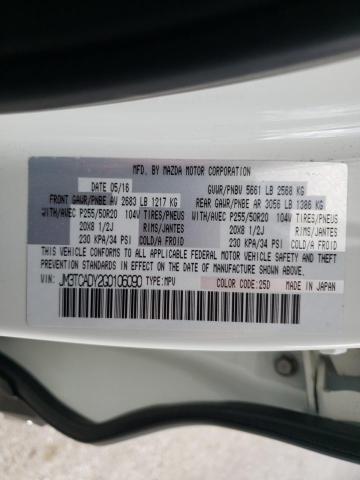 MFD. BY MAZDA MOTOR CORPORATION
DATE 05/16 GVWR/PNBV 5661 LB 2568 KG
FRONT GAWR/PNBE AV 2683 LB 1217 KG REAR GAWR/PNBE AR 3056 LB 1386 KG
WITH/AVEC P255/50R20 104V TIRES/PNEUS WITH/AVEC P255/50R20 104V TIRES/PNEUS
20X8 1/2J RIMS/JANTES 20X8 1/2J RIMS/JANTES
230 KPA/34 PSI COLD/A FROID 230 KPA/34 PSI COLD/A FROID
THIS VEHICLE CONFORMS TO ALL APPLICABLE FEDERAL MOTOR VEHICLE SAFETY
AND THEFT PREVENTION STANDARDS IN EFFECT ON THE DATE OF MANUFACTURE
SHOWN ABOVE.
VIN: JM3TCADY2G0106090 TYPE:MPV COLOR CODE:25D MADE IN JAPAN